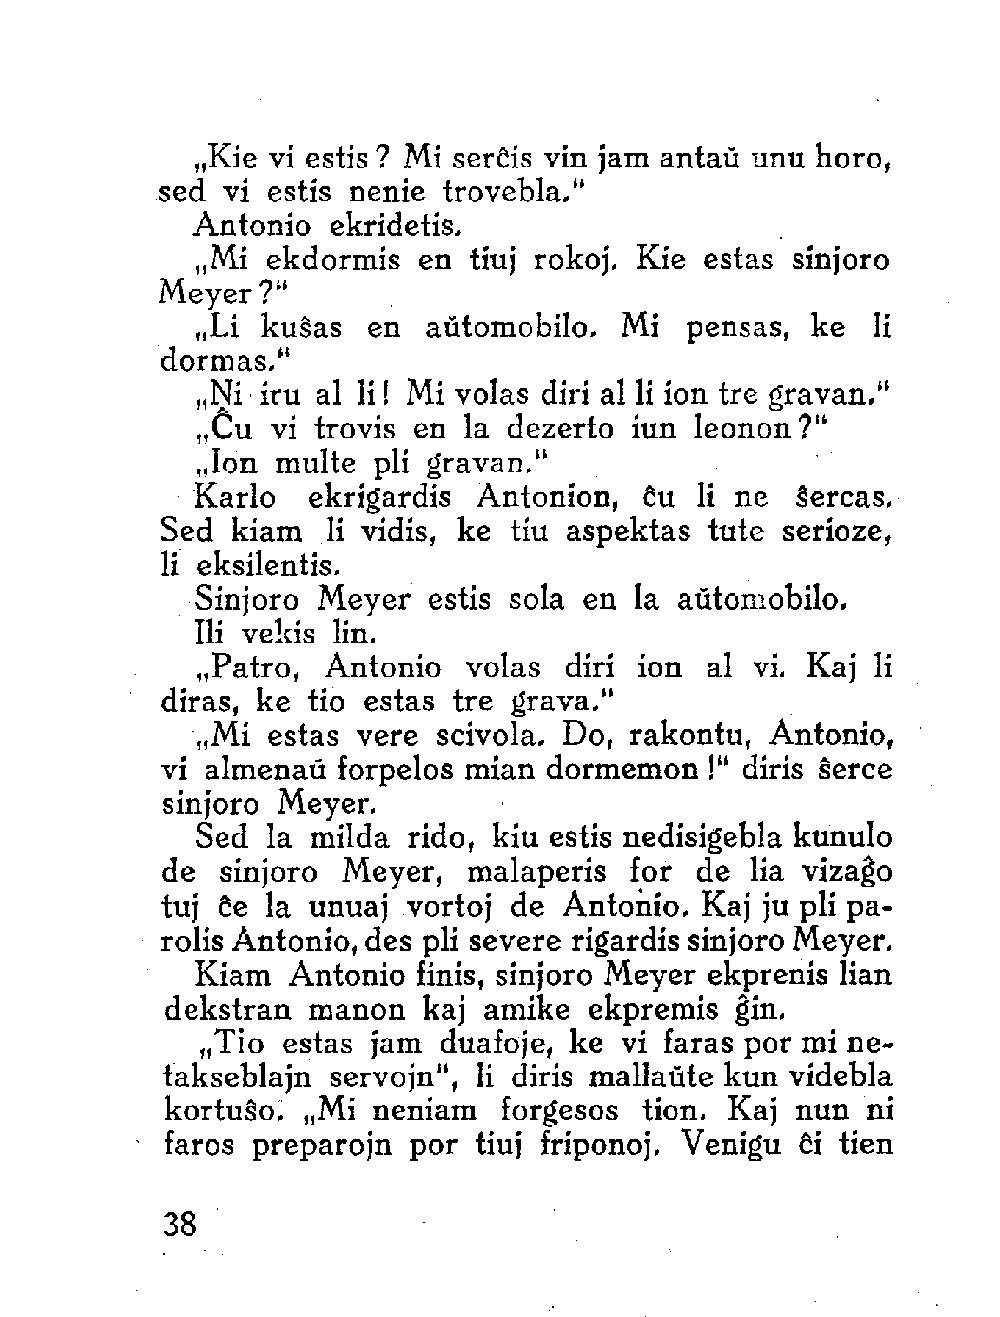 „Kie vi estis? Mi serĉis vin jam antaŭ unu horo,
sed vi estis nenie trovebla.“
Antonio ekridetis.
„Mi ekdormis en tiuj rokoj. Kie estas sinjoro
Meyer?“
„Li kuŝas en aŭtomobilo. Mi pensas, ke li
dormas.“
„Ni iru al li! Mi volas diri al li ion tre gravan.“
„Ĉu vi trovis en la dezerto iun leonon?“
„Ion multe pli gravan.“
Karlo ekrigardis Antonion, ĉu li ne ŝercas.
Sed kiam li vidis, ke tiu aspektas tute serioze,
li eksilentis.
Sinjoro Meyer estis sola en la aŭtomobilo.
Ili vekis lin.
„Patro, Antonio volas diri ion al vi. Kaj li
diras, ke tio estas tre grava.“
„Mi estas vere scivola. Do, rakontu, Antonio,
vi almenaŭ forpelos mian dormemon!“ diris ŝerce
sinjoro Meyer.
Sed la milda rido, kiu estis nedisigebla kunulo
de sinjoro Meyer, malaperis for de lia vizaĝo
tuj ĉe la unuaj vortoj de Antonio. Kaj ju pli pa-
rolis Antonio, des pli severe rigardis sinjoro Meyer.
Kiam Antonio finis, sinjoro Meyer ekprenis lian
dekstran manon kaj amike ekpremis ĝin.
„Tio estas jam duafoje, ke vi faras por mi ne-
takseblajn servojn“, li diris mallaŭte kun videbla
kortuŝo. „Mi neniam forgesos tion. Kaj nun ni
faros preparojn por tiuj friponoj. Venigu ĉi tien
38